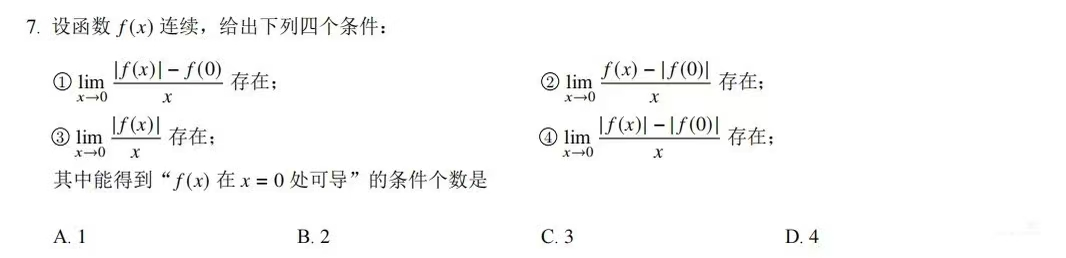 7. 设函数 f(x) 连续，给出下列四个条件：
① lim_{x→0} (|f(x)| − f(0))/x 存在； ② lim_{x→0} (f(x) − |f(0)|)/x 存在；
③ lim_{x→0} |f(x)|/x 存在； ④ lim_{x→0} (|f(x)| − |f(0)|)/x 存在；
其中能得到“f(x) 在 x = 0 处可导”的条件个数是
A. 1 B. 2 C. 3 D. 4